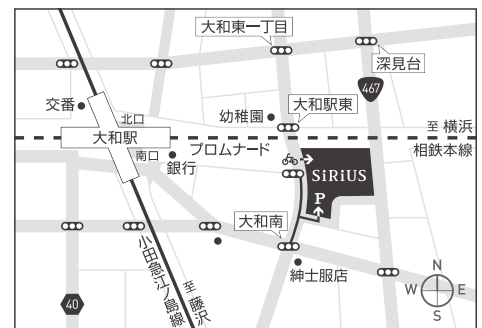 大和東一丁目
深見台
467
交番
北口
幼稚園
大和駅東
大和駅
至 横浜
南口
プロムナード
相鉄本線
銀行
SiRiUS
P
大和南
小田急江ノ島線
至 藤沢
紳士服店
40
N
W
E
S